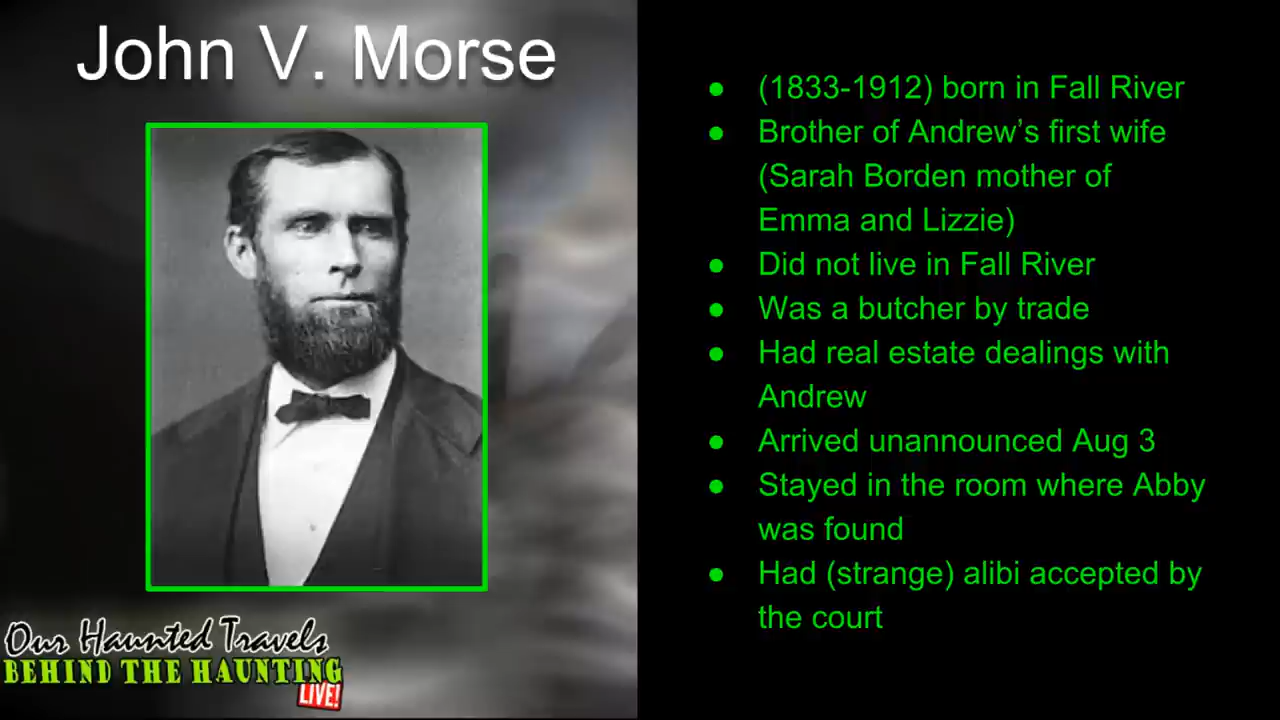 John V. Morse
● (1833-1912) born in Fall River
● Brother of Andrew’s first wife
(Sarah Borden mother of
Emma and Lizzie)
● Did not live in Fall River
● Was a butcher by trade
● Had real estate dealings with
Andrew
● Arrived unannounced Aug 3
● Stayed in the room where Abby
was found
● Had (strange) alibi accepted by
the court
Our Haunted Travels
BEHIND THE HAUNTING
LIVE!